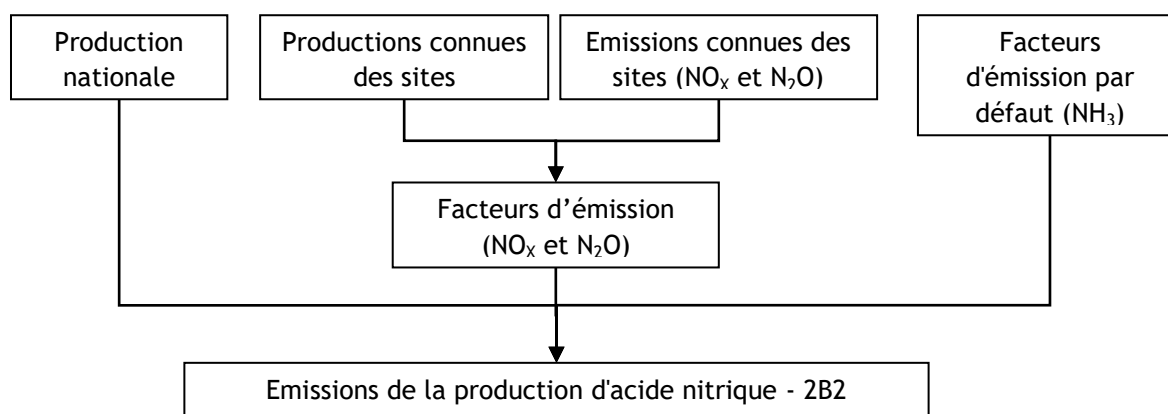 Production
nationale
Productions connues
des sites
Emissions connues des
sites (NOX et N2O)
Facteurs
d'émission par
défaut (NH3)
Facteurs d’émission
(NOX et N2O)
Emissions de la production d'acide nitrique - 2B2